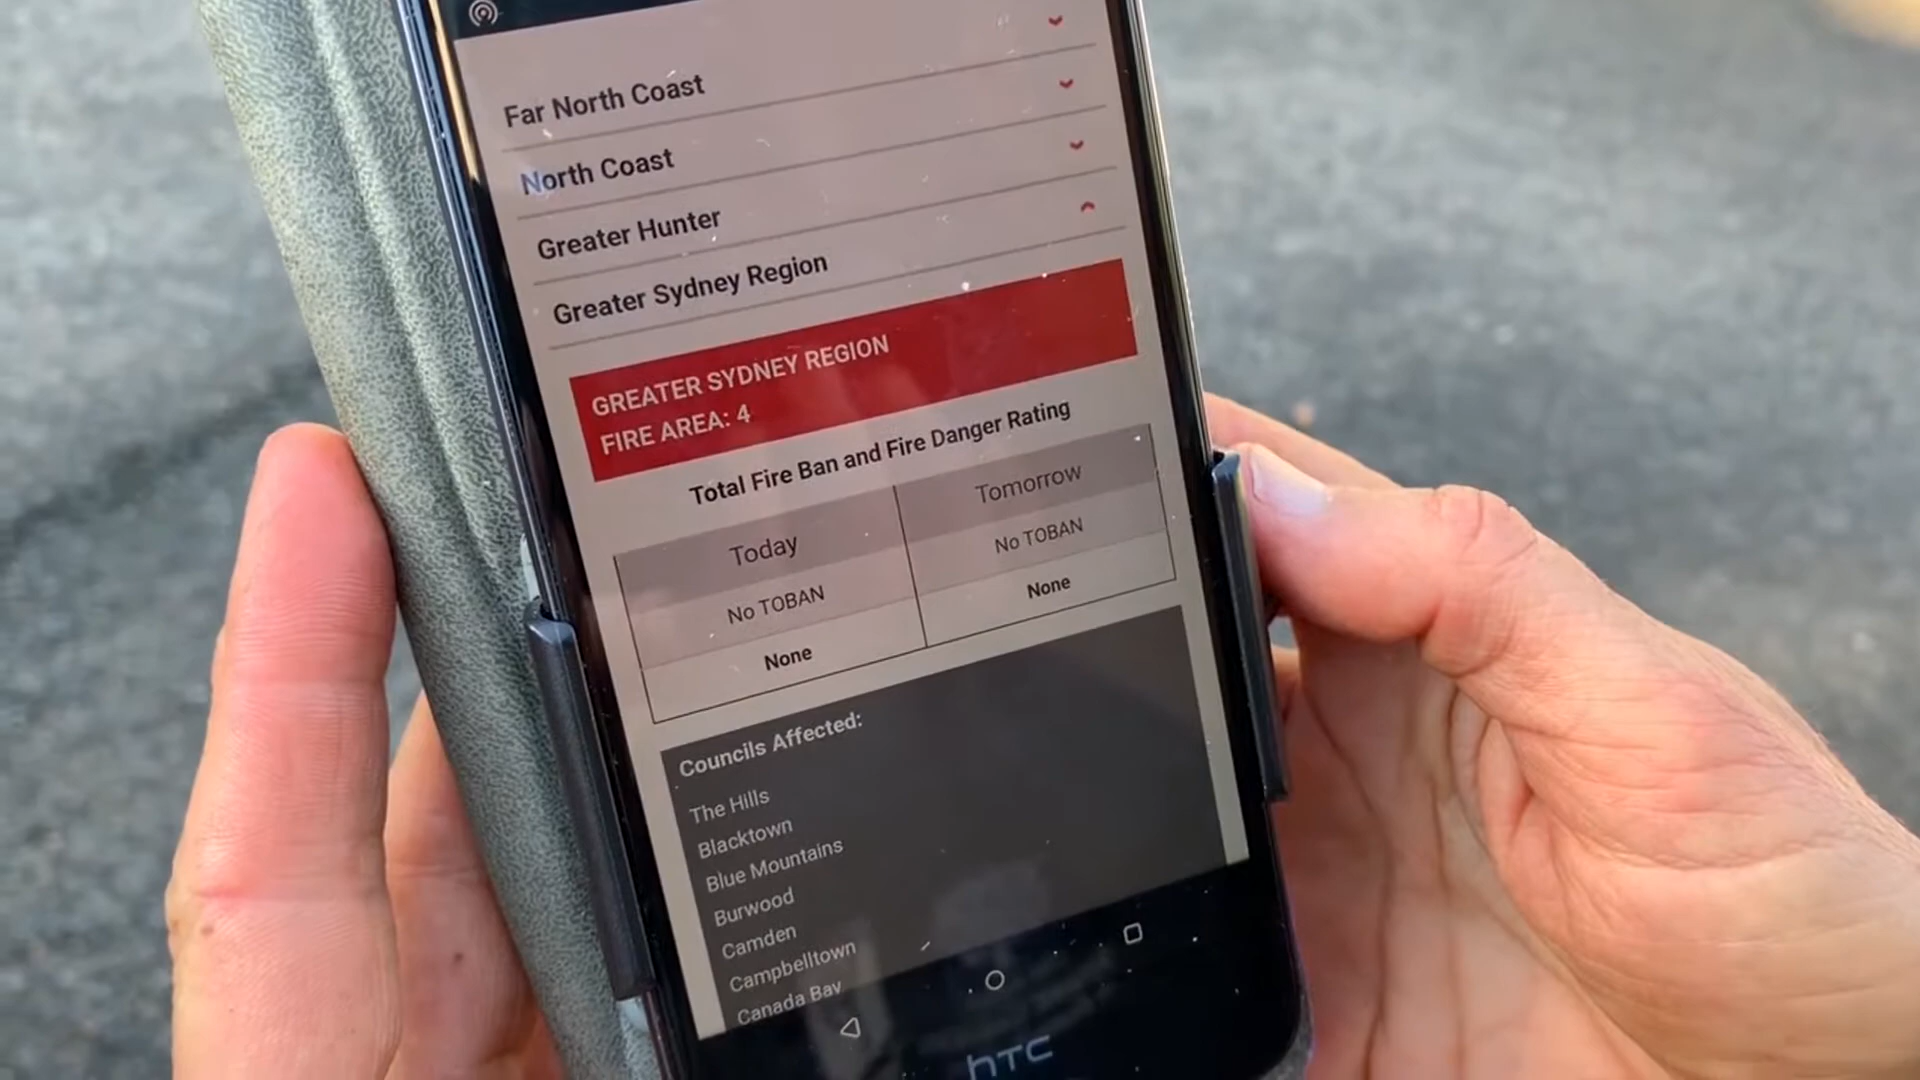 Far North Coast
North Coast
Greater Hunter
Greater Sydney Region
GREATER SYDNEY REGION
FIRE AREA: 4
Total Fire Ban and Fire Danger Rating
Today
Tomorrow
No TOBAN
No TOBAN
None
None
Councils Affected:
The Hills
Blacktown
Blue Mountains
Burwood
Camden
Campbelltown
Canada Bay
hTC